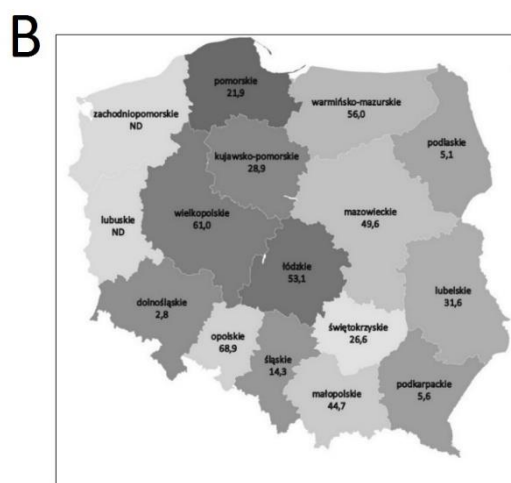 B
pomorskie
21,9
warmińsko-mazurskie
56,0
zachodniopomorskie
ND
podlaskie
5,1
kujawsko-pomorskie
28,9
mazowieckie
49,6
wielkopolskie
61,0
lubuskie
ND
łódzkie
53,1
lubelskie
31,6
dolnośląskie
2,8
świętokrzyskie
26,6
opolskie
68,9
śląskie
14,3
małopolskie
44,7
podkarpackie
5,6